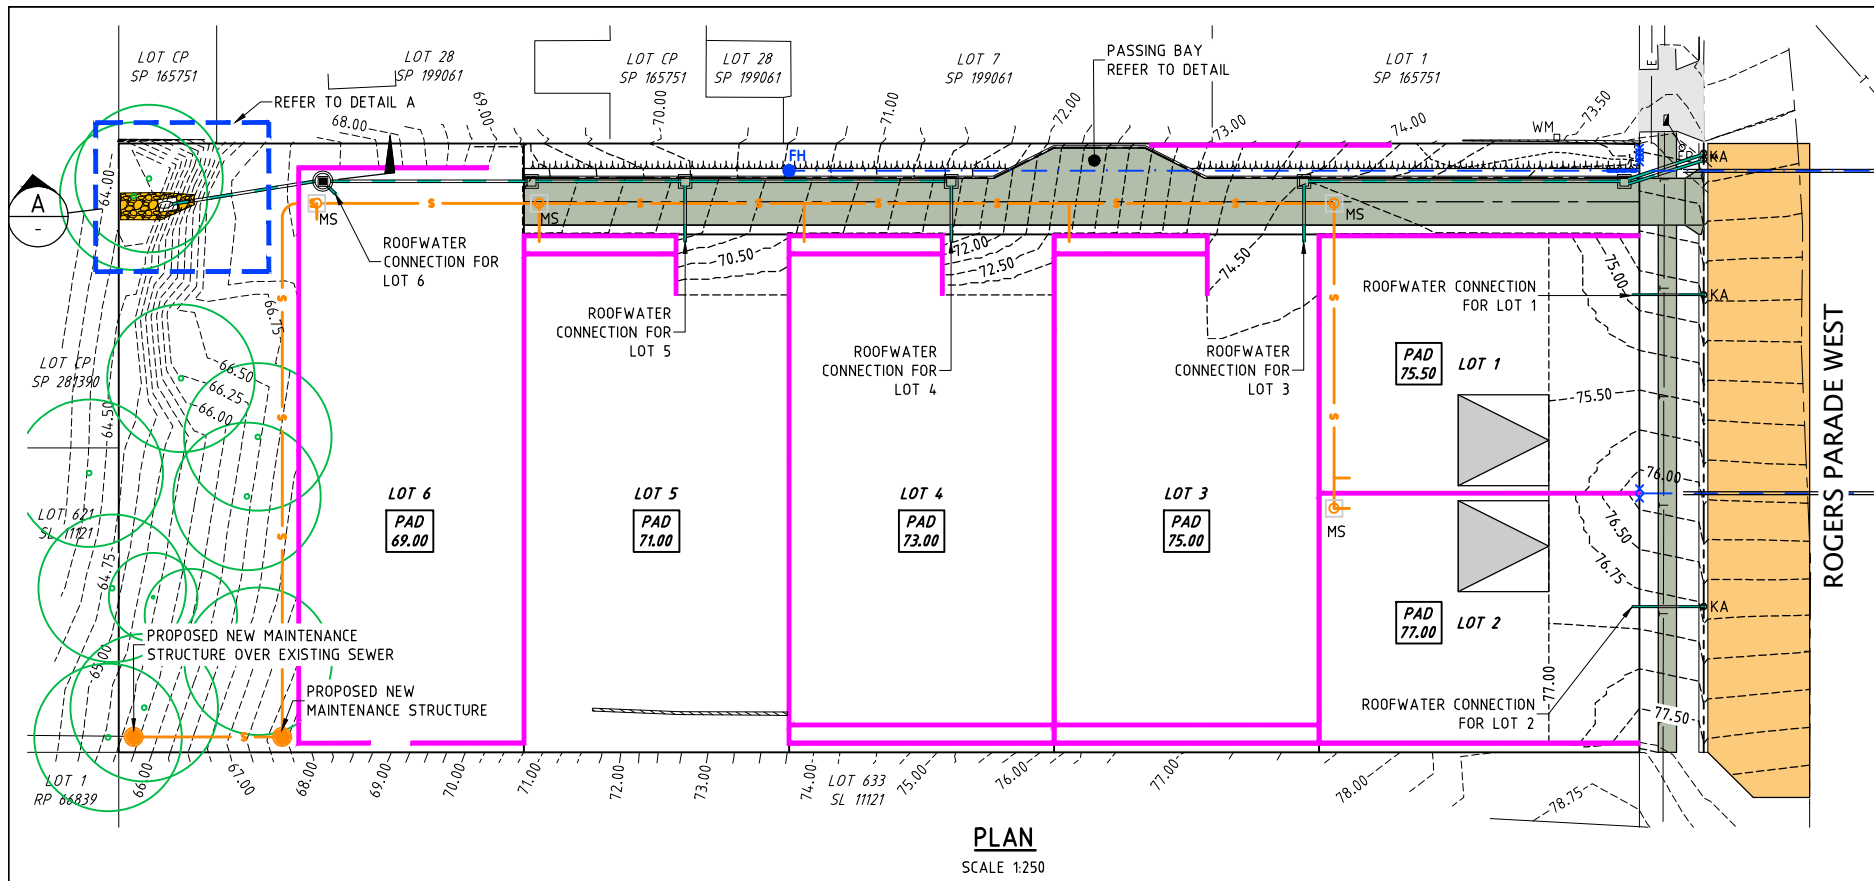 LOT CP
SP 165751
LOT 28
SP 199061
LOT CP
SP 165751
LOT 28
SP 199061
LOT 7
SP 199061
PASSING BAY
REFER TO DETAIL
LOT 1
SP 165751
REFER TO DETAIL A
68.00
69.00
70.00
71.00
72.00
73.00
74.00
73.50
WM
E
T
FH
KA
64.00
A
-
MS
MS
MS
S
S
S
S
S
S
S
ROOFWATER
CONNECTION FOR
LOT 6
70.50
72.00
72.50
74.50
75.00
66.75
ROOFWATER
CONNECTION FOR
LOT 5
ROOFWATER
CONNECTION FOR
LOT 4
ROOFWATER
CONNECTION FOR
LOT 3
ROOFWATER CONNECTION
FOR LOT 1
KA
S
S
LOT CP
SP 281390
66.50
66.25
66.00
64.50
PAD
75.50
LOT 1
75.50
S
S
ROGERS PARADE WEST
LOT 6
PAD
69.00
LOT 5
PAD
71.00
LOT 4
PAD
73.00
LOT 3
PAD
75.00
76.00
76.50
76.75
MS
LOT 621
SL 11121
S
64.75
65.00
PAD
77.00
LOT 2
KA
77.00
77.50
PROPOSED NEW MAINTENANCE
STRUCTURE OVER EXISTING SEWER
PROPOSED NEW
MAINTENANCE STRUCTURE
ROOFWATER CONNECTION
FOR LOT 2
S
LOT 1
RP 66839
66.00
67.00
68.00
69.00
70.00
71.00
72.00
73.00
74.00
LOT 633
SL 11121
75.00
76.00
77.00
78.00
78.75
PLAN
SCALE 1:250